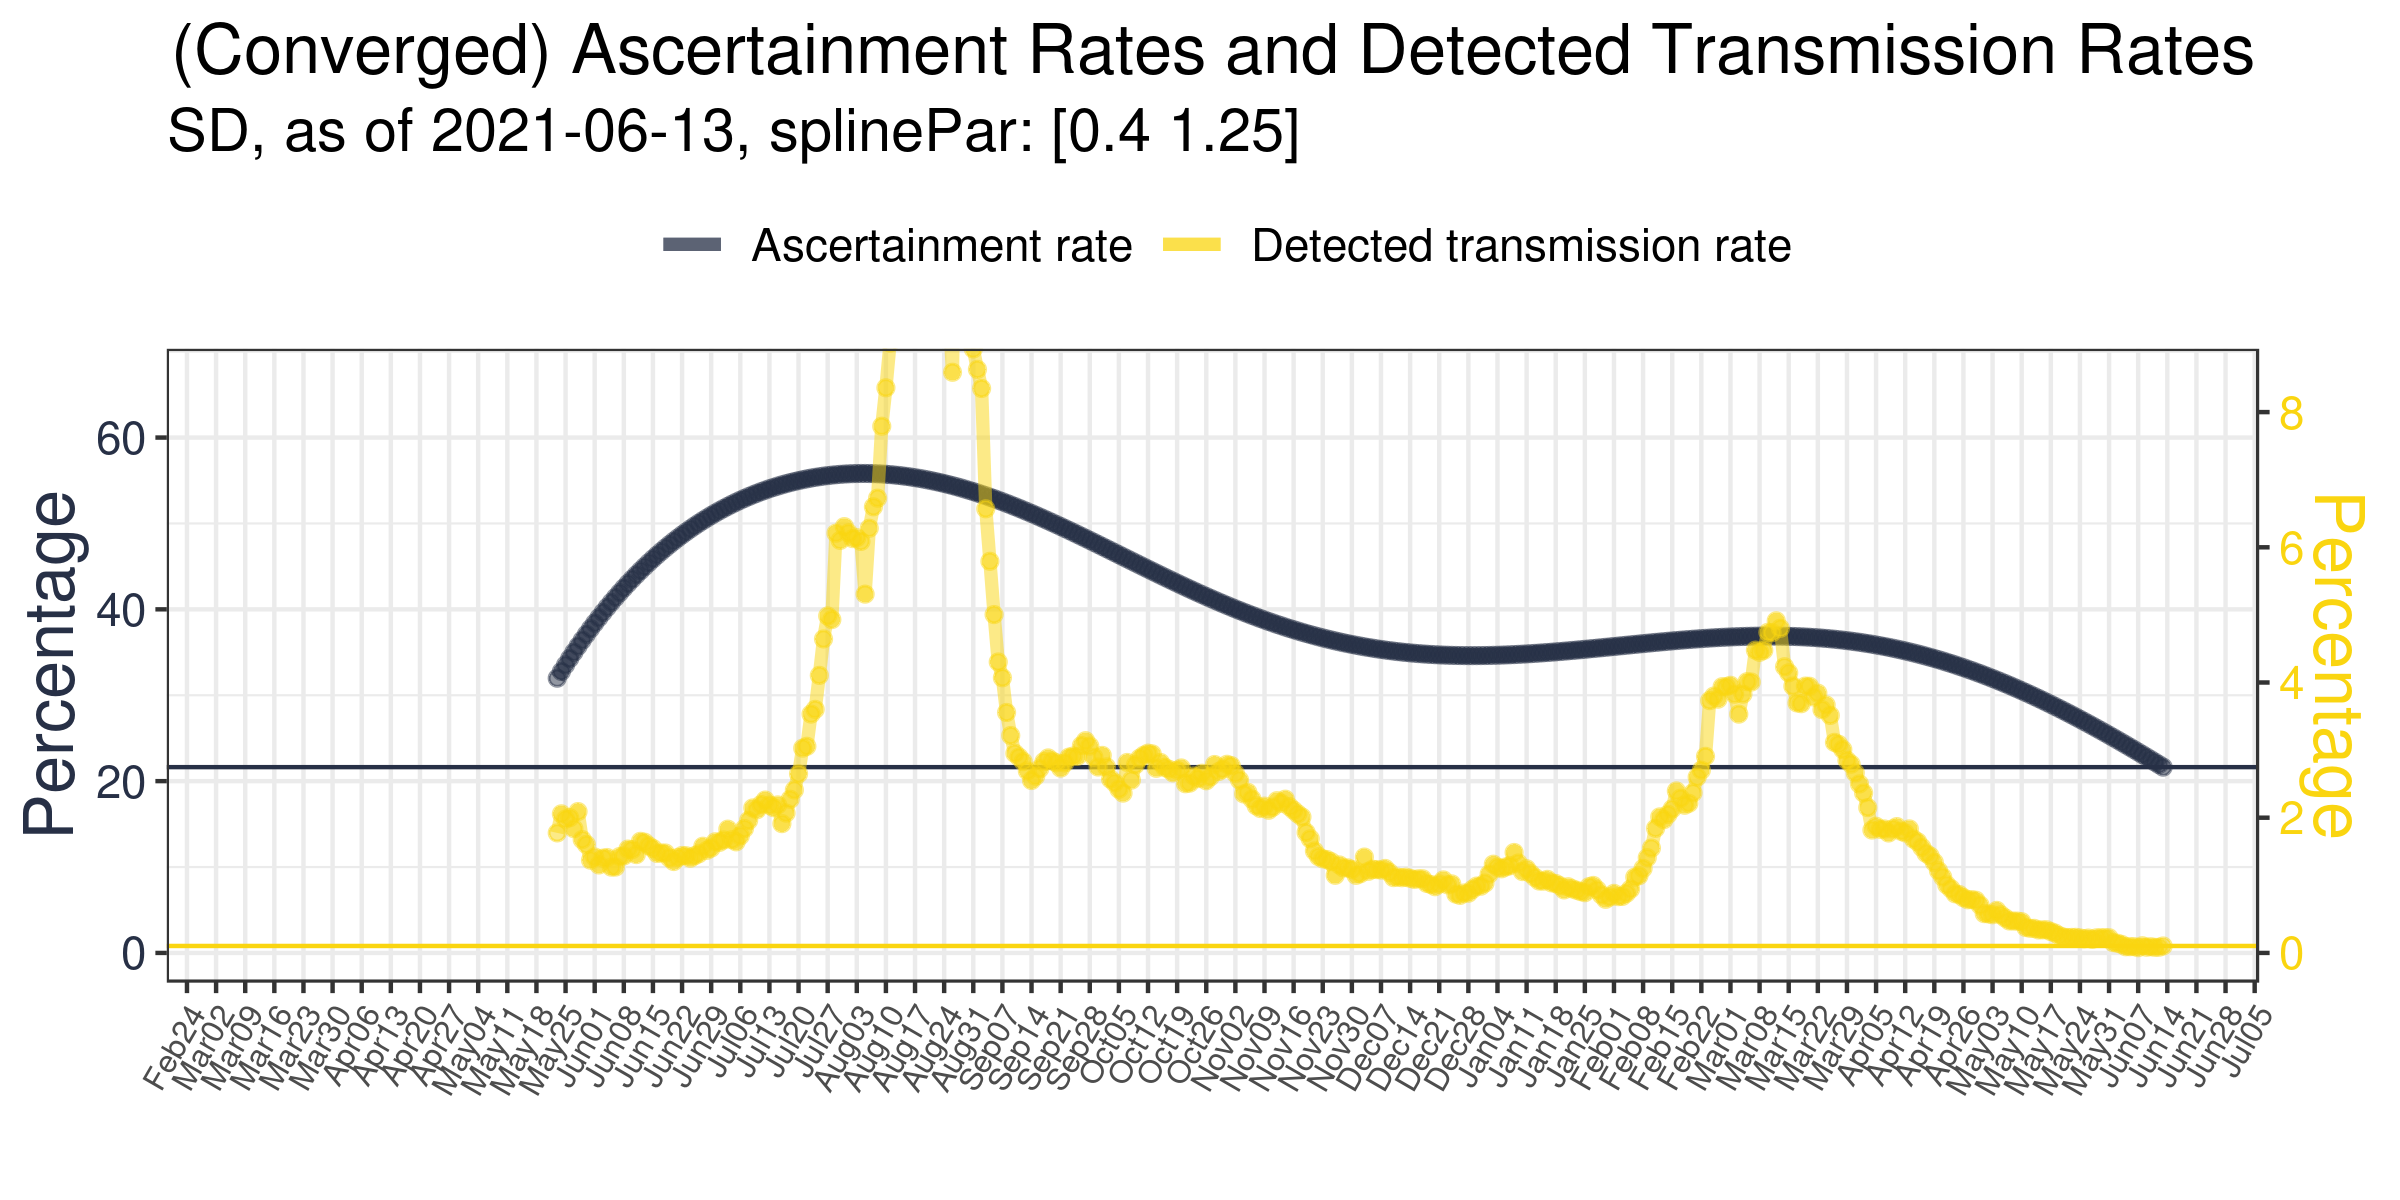 (Converged) Ascertainment Rates and Detected Transmission Rates
SD, as of 2021-06-13, splinePar: [0.4 1.25]
Ascertainment rate
Detected transmission rate
Percentage
60
40
20
0
8
6
4
2
0
Percentage
Feb24
Mar02
Mar09
Mar16
Mar23
Mar30
Apr06
Apr13
Apr20
Apr27
May04
May11
May18
May25
Jun01
Jun08
Jun15
Jun22
Jun29
Jul06
Jul13
Jul20
Jul27
Aug03
Aug10
Aug17
Aug24
Aug31
Sep07
Sep14
Sep21
Sep28
Oct05
Oct12
Oct19
Oct26
Nov02
Nov09
Nov16
Nov23
Nov30
Dec07
Dec14
Dec21
Dec28
Dec04
Jan11
Jan18
Jan25
Feb01
Feb08
Feb15
Feb22
Mar01
Mar08
Mar15
Mar22
Mar29
Apr05
Apr12
Apr19
Apr26
May03
May10
May17
May24
May31
May07
Jun14
Jun21
Jun28
Jul05